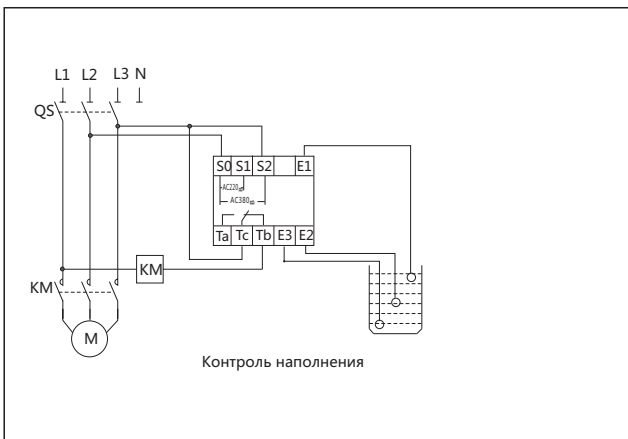 L1 L2 L3 N
QS
S0 S1 S2 E1
AC220
AC380
Ta Tc Tb E3 E2
KM
KM
M
Контроль наполнения